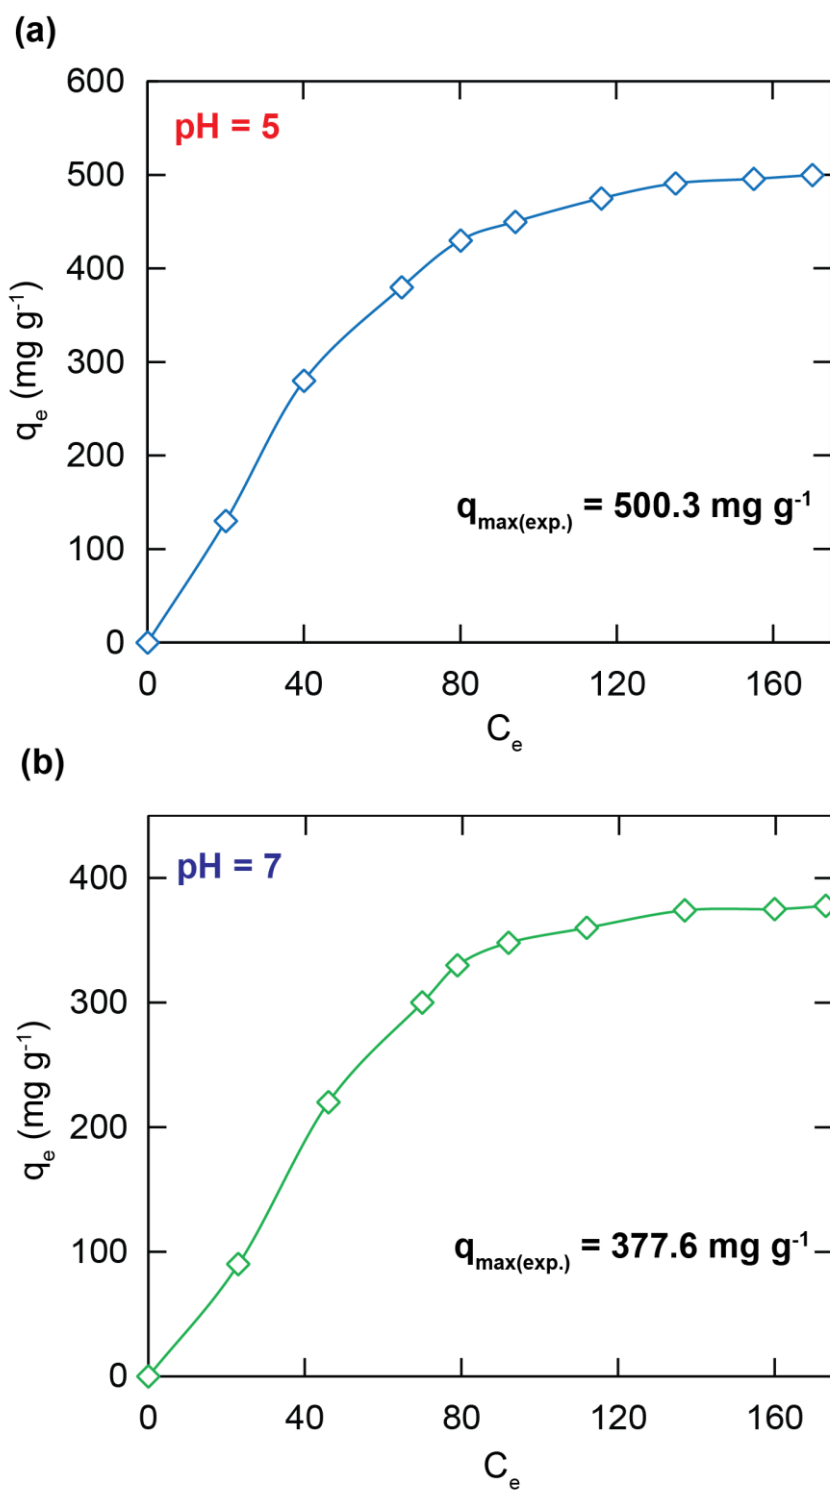 (a)
600
pH = 5
500
400
300
200
100
0
qe (mg g-1)
qmax(exp.) = 500.3 mg g-1
0 40 80 120 160
Ce
(b)
pH = 7
400
300
200
100
0
qe (mg g-1)
qmax(exp.) = 377.6 mg g-1
0 40 80 120 160
Ce